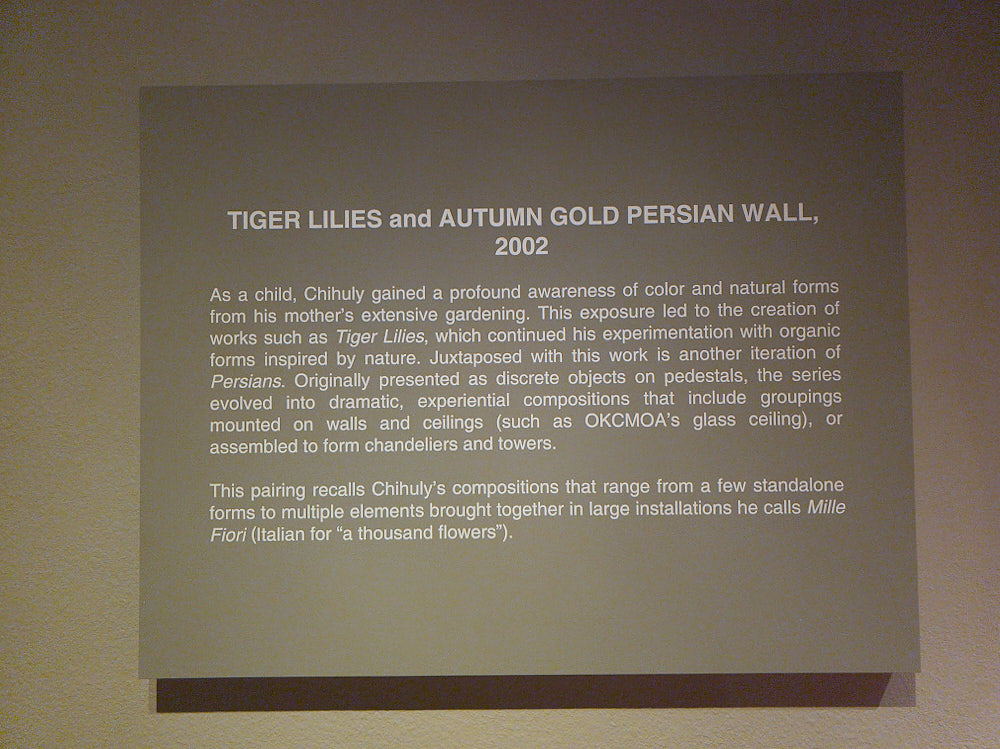 TIGER LILIES and AUTUMN GOLD PERSIAN WALL,
2002
As a child, Chihuly gained a profound awareness of color and natural forms
from his mother's extensive gardening. This exposure led to the creation of
works such as Tiger Lilies, which continued his experimentation with organic
forms inspired by nature. Juxtaposed with this work is another iteration of
Persians. Originally presented as discrete objects on pedestals, the series
evolved into dramatic, experiential compositions that include groupings
mounted on walls and ceilings (such as OKCMOA's glass ceiling), or
assembled to form chandeliers and towers.
This pairing recalls Chihuly's compositions that range from a few standalone
forms to multiple elements brought together in large installations he calls Mille
Fiori (Italian for “a thousand flowers”).